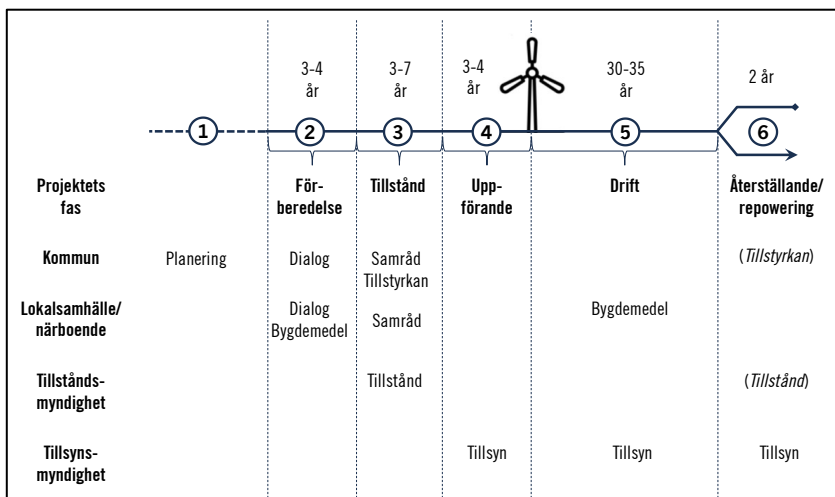 3-4
år
3-7
år
3-4
år
30-35
år
2 år
1
2
3
4
5
6
Projektets
fas
För-
beredelse
Tillstånd
Upp-
förande
Drift
Återställande/
repowering
Kommun
Planering
Dialog
Samråd
Tillstyrkan
(Tillstyrkan)
Lokalsamhälle/
närboende
Dialog
Bygdemedel
Samråd
Bygdemedel
Tillstånds-
myndighet
Tillstånd
(Tillstånd)
Tillsyns-
myndighet
Tillsyn
Tillsyn
Tillsyn